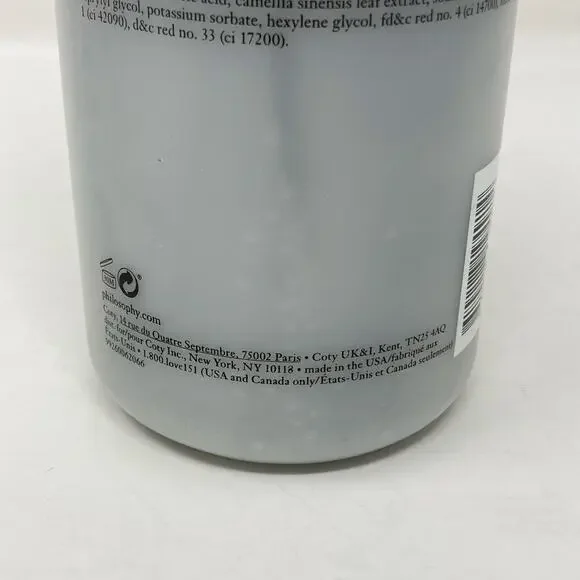 acid, camellia sinensis leaf extract,
glycol, potassium sorbate, hexylene glycol, fd&c red no. 4 (ci 14700),
1 (ci 42090), d&c red no. 33 (ci 17200).
philosophy.com
Coty, 14 rue du Quatre Septembre, 75002 Paris • Coty UK&I, Kent, TN25 4AQ
dist. for/pour Coty Inc., New York, NY 10118 • made in the USA/fabriqué aux
États-Unis • 1.800.love151 (USA and Canada only/États-Unis et Canada seulement)
99260062066